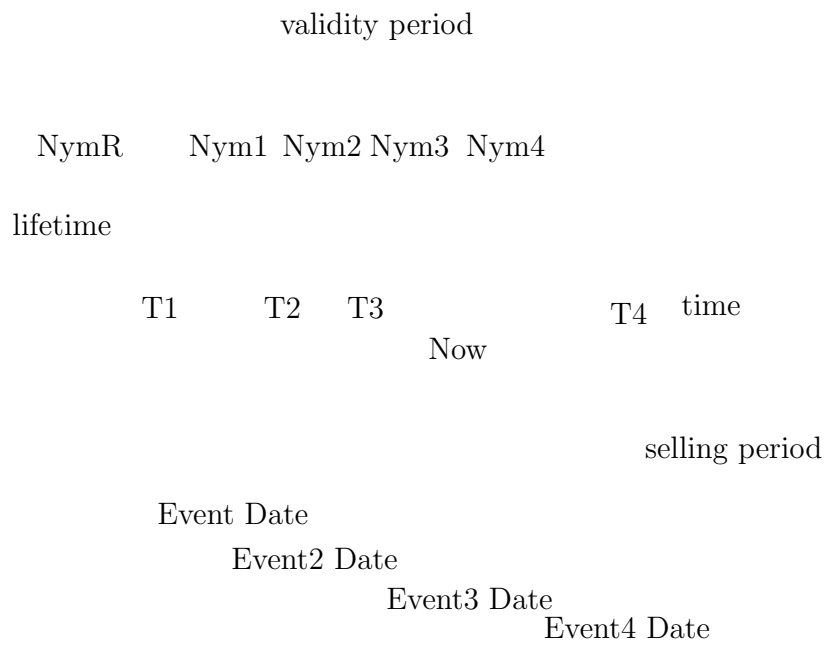 validity period
NymR Nym1 Nym2 Nym3 Nym4
lifetime
T1 T2 T3 T4 time
Now
selling period
Event Date
Event2 Date
Event3 Date
Event4 Date